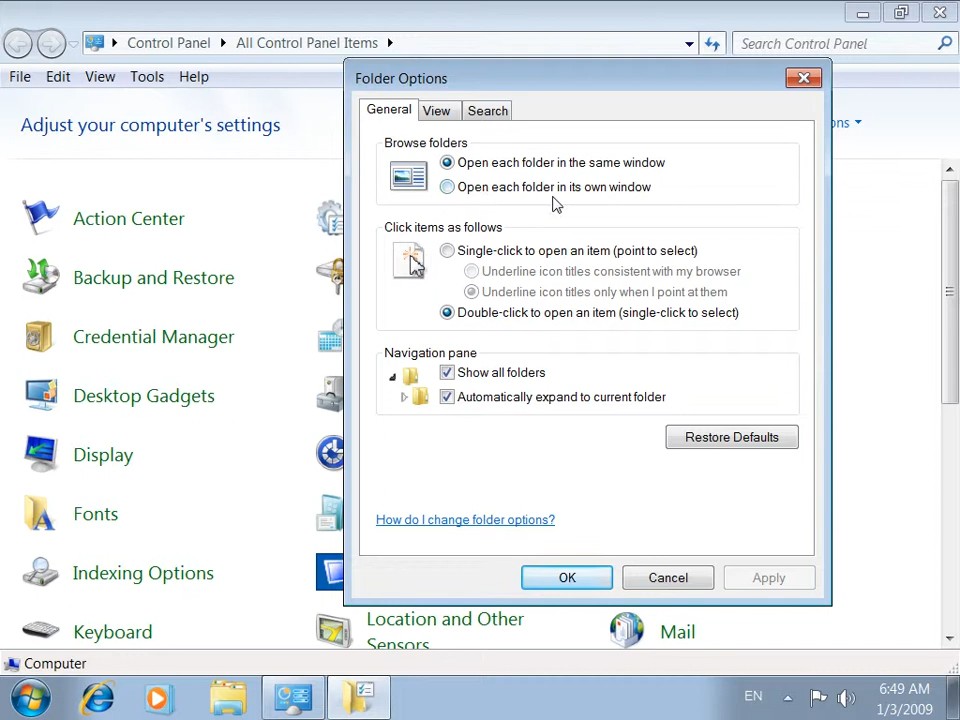 Control Panel
All Control Panel Items
Search Control Panel
File Edit View Tools Help
Folder Options
General View Search
Adjust your computer's settings
Browse folders
Open each folder in the same window
Open each folder in its own window
Click items as follows
Single-click to open an item (point to select)
Underline icon titles consistent with my browser
Underline icon titles only when I point at them
Double-click to open an item (single-click to select)
Navigation pane
Show all folders
Automatically expand to current folder
Restore Defaults
How do I change folder options?
OK Cancel Apply
Action Center
Backup and Restore
Credential Manager
Desktop Gadgets
Display
Fonts
Indexing Options
Keyboard
Location and Other
Sensors
Mail
Computer
EN
6:49 AM
1/3/2009